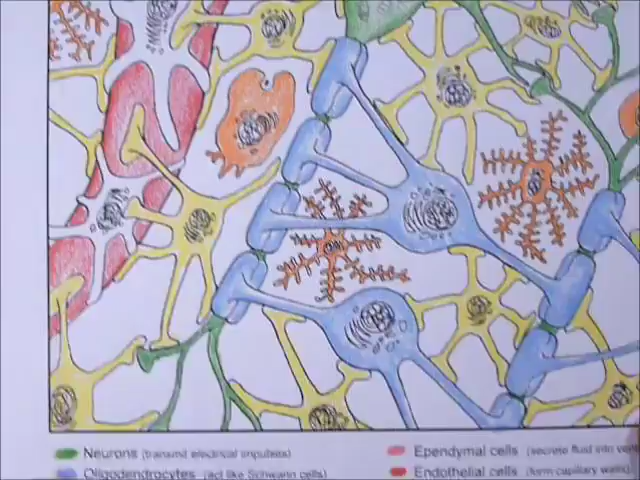 Neurons (transmit electrical impulses)
Ependymal cells (secrete fluid into
Oligodendrocytes (act like Schwann cells)
Endothelial cells (form capillary walls)